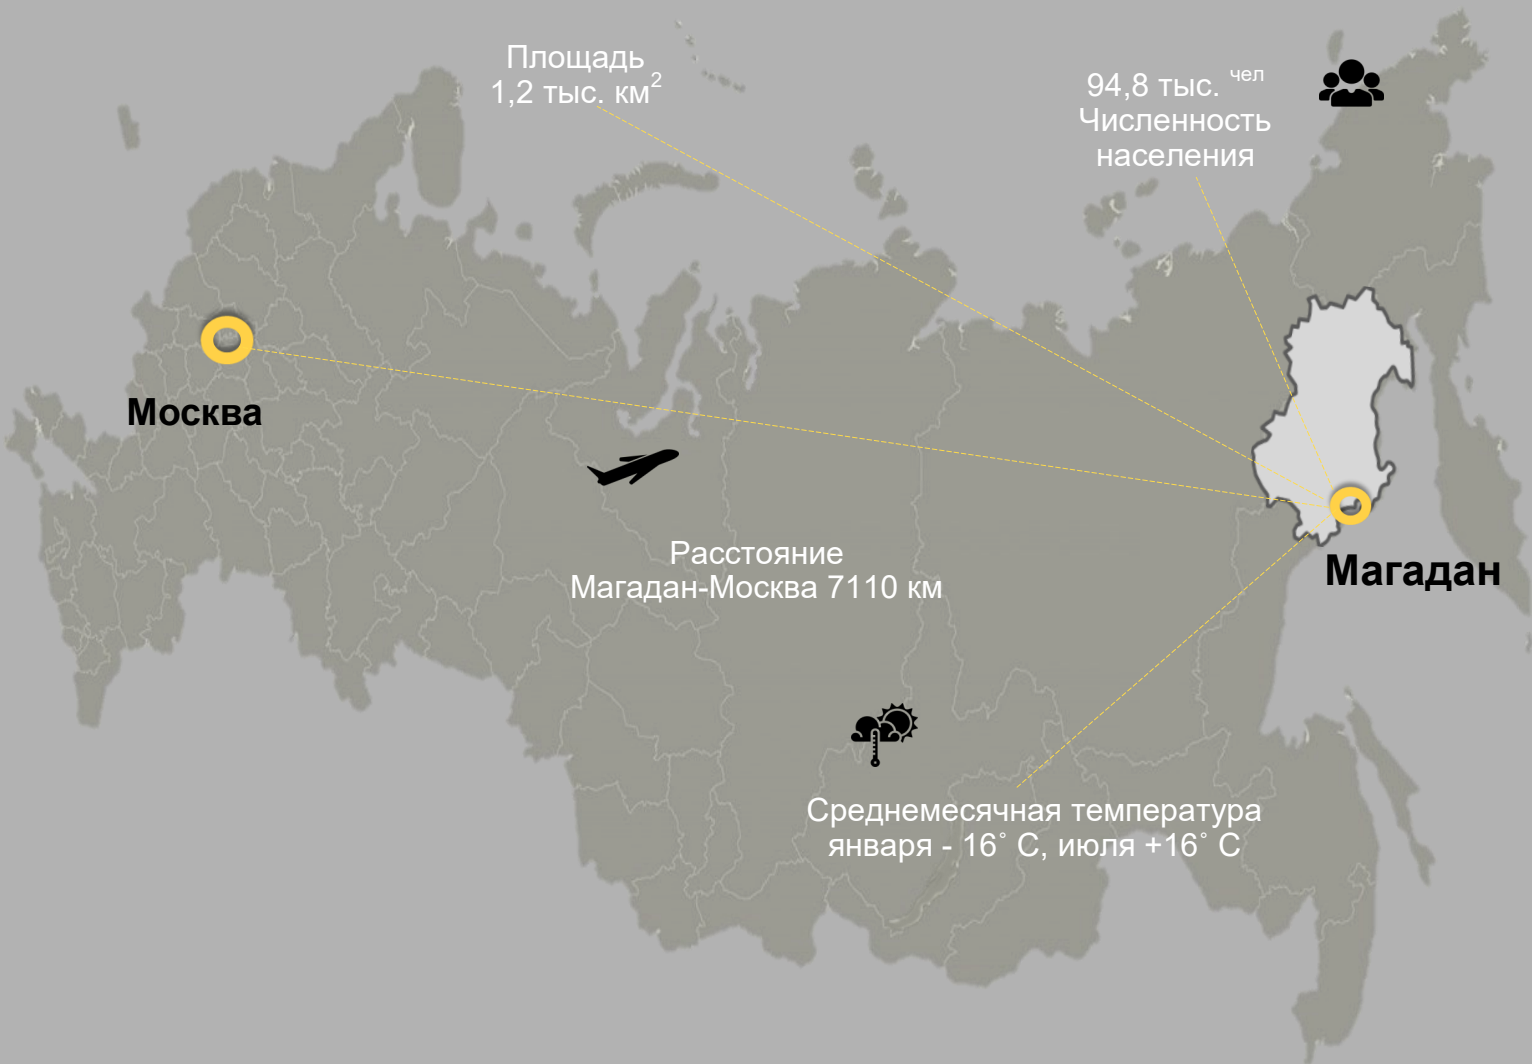 Площадь
1,2 тыс. км²
94,8 тыс. чел
Численность
населения
Москва
Расстояние
Магадан-Москва 7110 км
Магадан
Среднемесячная температура
января - 16˚ С, июля +16˚ С